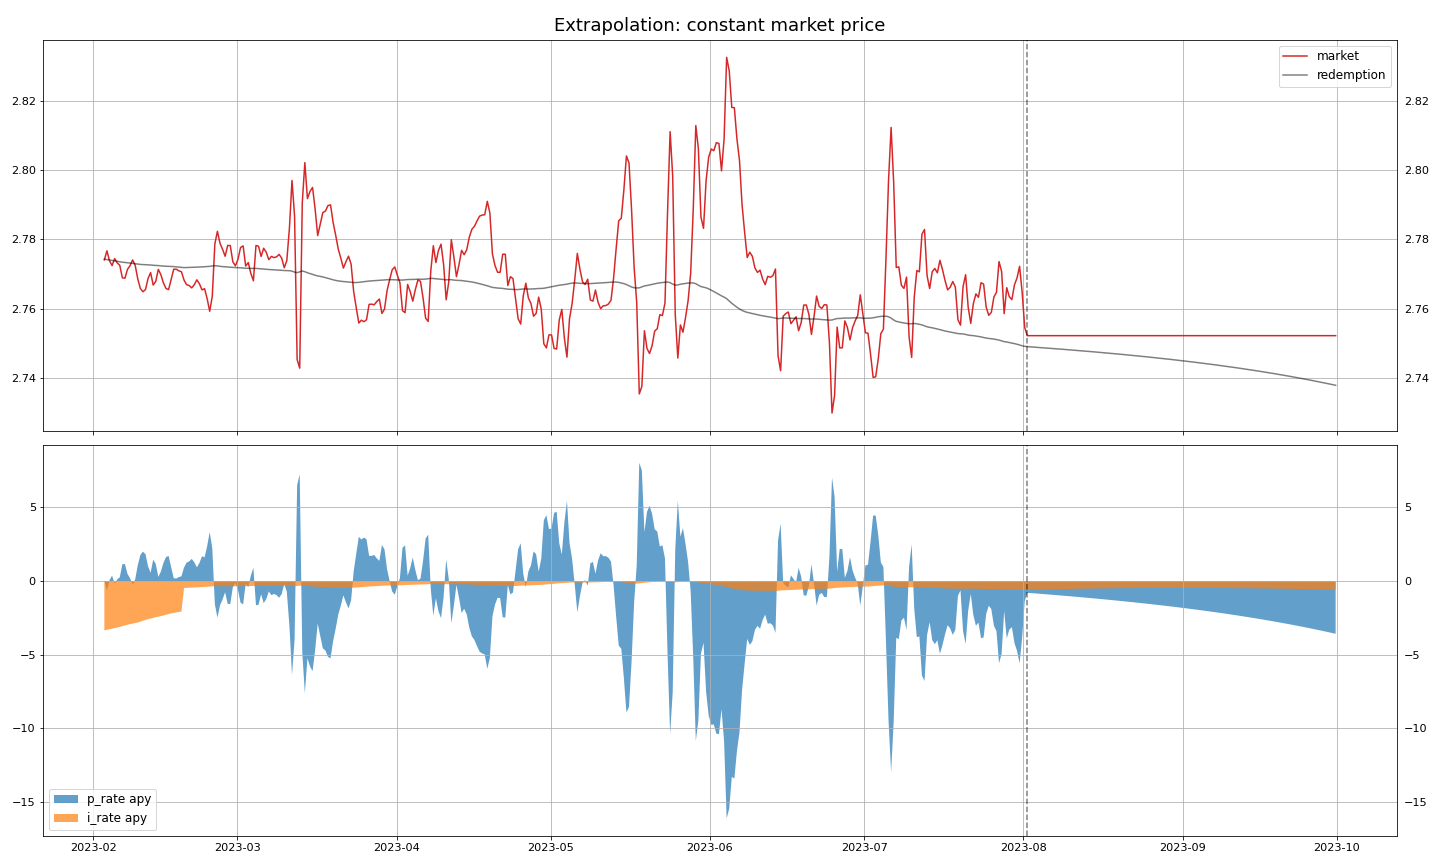 Extrapolation: constant market price
market
redemption
2.82 2.82
2.80 2.80
2.78 2.78
2.76 2.76
2.74 2.74
5 5
0 0
−5 −5
−10 −10
−15 −15
p_rate apy
i_rate apy
2023-02 2023-03 2023-04 2023-05 2023-06 2023-07 2023-08 2023-09 2023-10